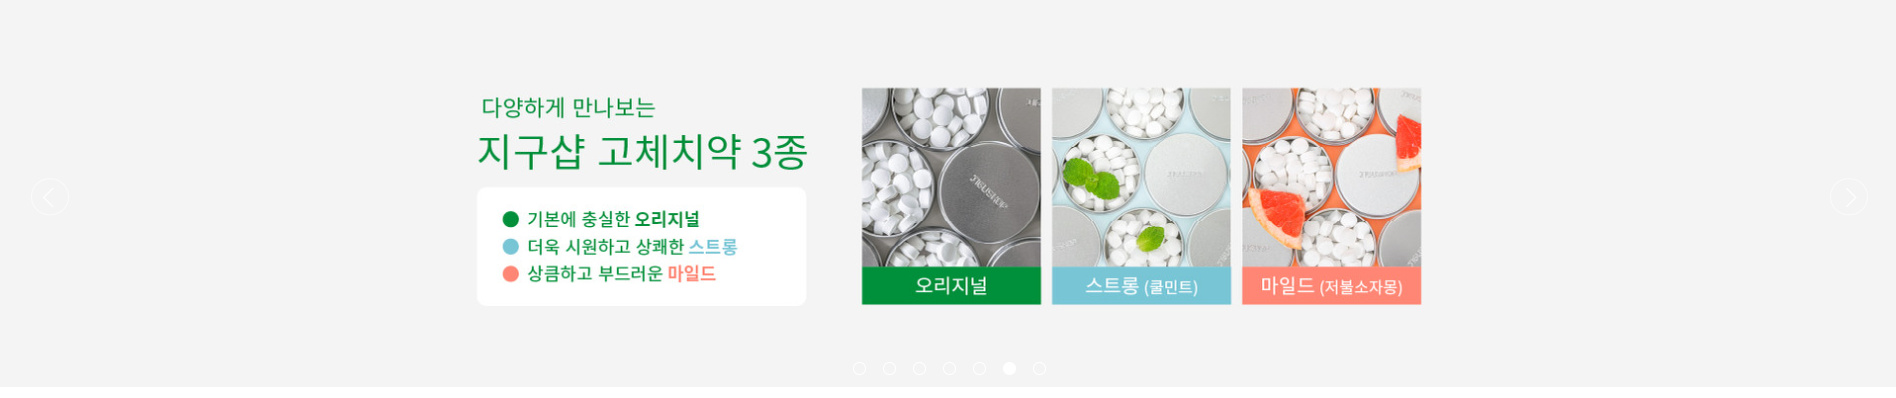 다양하게 만나보는
지구샵 고체치약 3종
기본에 충실한 오리지널
더욱 시원하고 상쾌한 스트롱
상큼하고 부드러운 마일드
오리지널
스트롱 (쿨민트)
마일드 (저불소자몽)